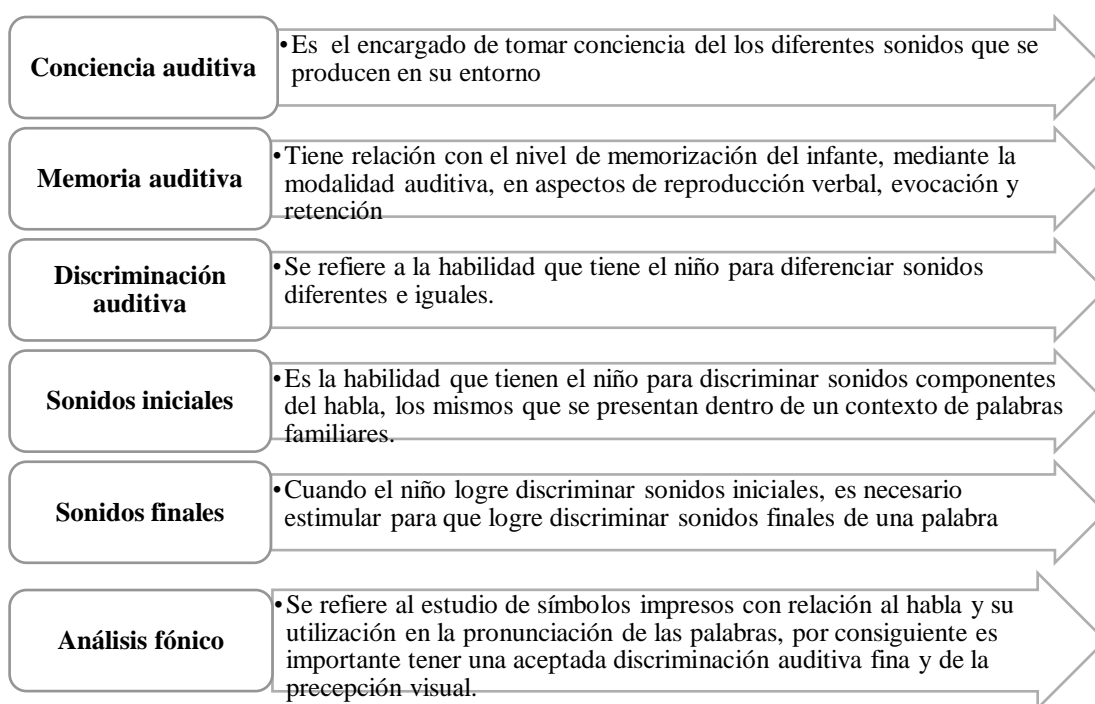 Conciencia auditiva
•Es el encargado de tomar conciencia del los diferentes sonidos que se
producen en su entorno
Memoria auditiva
•Tiene relación con el nivel de memorización del infante, mediante la
modalidad auditiva, en aspectos de reproducción verbal, evocación y
retención
Discriminación
auditiva
•Se refiere a la habilidad que tiene el niño para diferenciar sonidos
diferentes e iguales.
Sonidos iniciales
•Es la habilidad que tienen el niño para discriminar sonidos componentes
del habla, los mismos que se presentan dentro de un contexto de palabras
familiares.
Sonidos finales
•Cuando el niño logre discriminar sonidos iniciales, es necesario
estimular para que logre discriminar sonidos finales de una palabra
Análisis fónico
•Se refiere al estudio de símbolos impresos con relación al habla y su
utilización en la pronunciación de las palabras, por consiguiente es
importante tener una aceptada discriminación auditiva fina y de la
precepción visual.